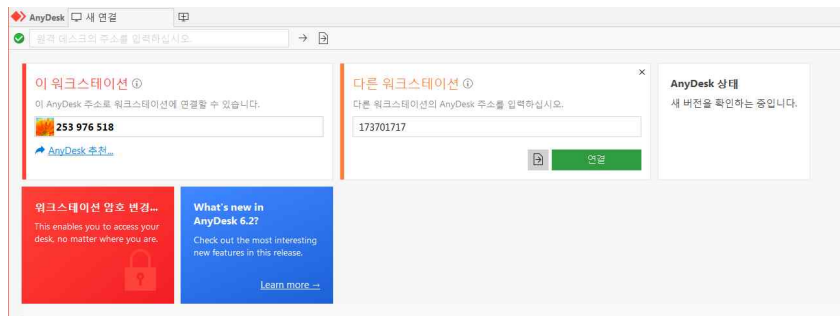 AnyDesk 새 연결
원격 데스크의 주소를 입력하십시오.
이 워크스테이션
이 AnyDesk 주소로 워크스테이션에 연결할 수 있습니다.
253 976 518
AnyDesk 추천...
다른 워크스테이션
다른 워크스테이션의 AnyDesk 주소를 입력하십시오.
173701717
연결
AnyDesk 상태
새 버전을 확인하는 중입니다.
워크스테이션 암호 변경...
This enables you to access your
desk, no matter where you are.
What's new in
AnyDesk 6.2?
Check out the most interesting
new features in this release.
Learn more →